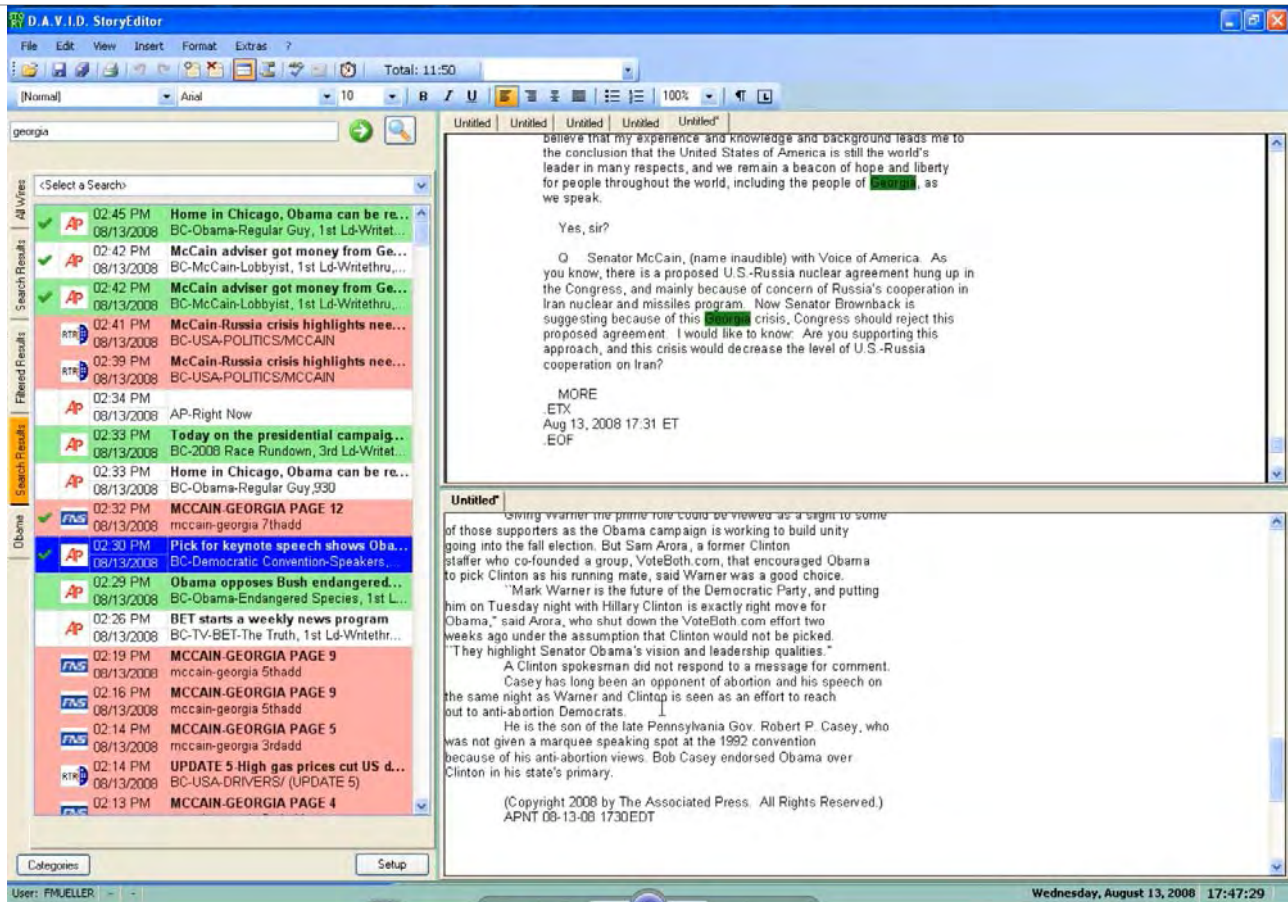 D.A.V.I.D. StoryEditor
File Edit View Insert Format Extras ?
Total: 11:50
[Normal] Arial 10 B I U 100%
georgia
<Select a Search>
All Wires
Search Results
Filtered Results
Search Results
Obama
AP 02:45 PM Home in Chicago, Obama can be re...
08/13/2008 BC-Obama-Regular Guy, 1st Ld-Writet...
AP 02:42 PM McCain adviser got money from Ge...
08/13/2008 BC-McCain-Lobbyist, 1st Ld-Writethru,...
AP 02:42 PM McCain adviser got money from Ge...
08/13/2008 BC-McCain-Lobbyist, 1st Ld-Writethru,...
RTR 02:41 PM McCain-Russia crisis highlights nee...
08/13/2008 BC-USA-POLITICS/MCCAIN
RTR 02:39 PM McCain-Russia crisis highlights nee...
08/13/2008 BC-USA-POLITICS/MCCAIN
AP 02:34 PM
08/13/2008 AP-Right Now
AP 02:33 PM Today on the presidential campaig...
08/13/2008 BC-2008 Race Rundown, 3rd Ld-Writet...
AP 02:33 PM Home in Chicago, Obama can be re...
08/13/2008 BC-Obama-Regular Guy,930
FNS 02:32 PM MCCAIN-GEORGIA PAGE 12
08/13/2008 mccain-georgia 7thadd
AP 02:30 PM Pick for keynote speech shows Oba...
08/13/2008 BC-Democratic Convention-Speakers,...
AP 02:29 PM Obama opposes Bush endangered...
08/13/2008 BC-Obama-Endangered Species, 1st L...
AP 02:26 PM BET starts a weekly news program
08/13/2008 BC-TV-BET-The Truth, 1st Ld-Writethr...
FNS 02:19 PM MCCAIN-GEORGIA PAGE 9
08/13/2008 mccain-georgia 5thadd
FNS 02:16 PM MCCAIN-GEORGIA PAGE 9
08/13/2008 mccain-georgia 5thadd
FNS 02:14 PM MCCAIN-GEORGIA PAGE 5
08/13/2008 mccain-georgia 3rdadd
RTR 02:14 PM UPDATE 5-High gas prices cut US d...
08/13/2008 BC-USA-DRIVERS/ (UPDATE 5)
FNS 02:13 PM MCCAIN-GEORGIA PAGE 4
Categories Setup
Untitled Untitled Untitled Untitled Untitled*
believe that my experience and knowledge and background leads me to
the conclusion that the United States of America is still the world's
leader in many respects, and we remain a beacon of hope and liberty
for people throughout the world, including the people of Georgia, as
we speak.
Yes, sir?
Q Senator McCain, (name inaudible) with Voice of America. As
you know, there is a proposed U.S.-Russia nuclear agreement hung up in
the Congress, and mainly because of concern of Russia's cooperation in
Iran nuclear and missiles program. Now Senator Brownback is
suggesting because of this Georgia crisis, Congress should reject this
proposed agreement. I would like to know: Are you supporting this
approach, and this crisis would decrease the level of U.S.-Russia
cooperation on Iran?
MORE
.ETX
Aug 13, 2008 17:31 ET
.EOF
Untitled*
Giving Warner the prime role could be viewed as a slight to some
of those supporters as the Obama campaign is working to build unity
going into the fall election. But Sam Arora, a former Clinton
staffer who co-founded a group, VoteBoth.com, that encouraged Obama
to pick Clinton as his running mate, said Warner was a good choice.
``Mark Warner is the future of the Democratic Party, and putting
him on Tuesday night with Hillary Clinton is exactly right move for
Obama,'' said Arora, who shut down the VoteBoth.com effort two
weeks ago under the assumption that Clinton would not be picked.
``They highlight Senator Obama's vision and leadership qualities.''
A Clinton spokesman did not respond to a message for comment.
Casey has long been an opponent of abortion and his speech on
the same night as Warner and Clinton is seen as an effort to reach
out to anti-abortion Democrats.
He is the son of the late Pennsylvania Gov. Robert P. Casey, who
was not given a marquee speaking spot at the 1992 convention
because of his anti-abortion views. Bob Casey endorsed Obama over
Clinton in his state's primary.
(Copyright 2008 by The Associated Press. All Rights Reserved.)
APNT 08-13-08 1730EDT
User: FMUELLER - -
Wednesday, August 13, 2008 17:47:29